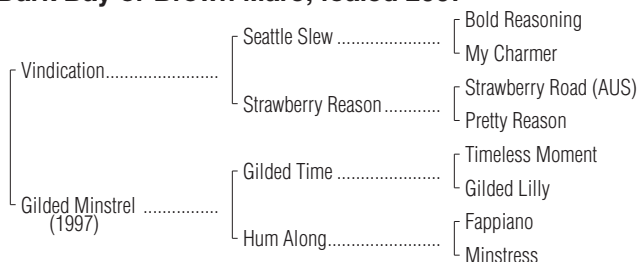 Dark Bay or Brown Mare; foaled
Bold Reasoning
Seattle Slew ....................
My Charmer
Vindication......................
Strawberry Road (AUS)
Strawberry Reason ...........
Pretty Reason
Timeless Moment
Gilded Time ....................
Gilded Lilly
Gilded Minstrel ...............
(1997)
Fappiano
Hum Along......................
Minstress